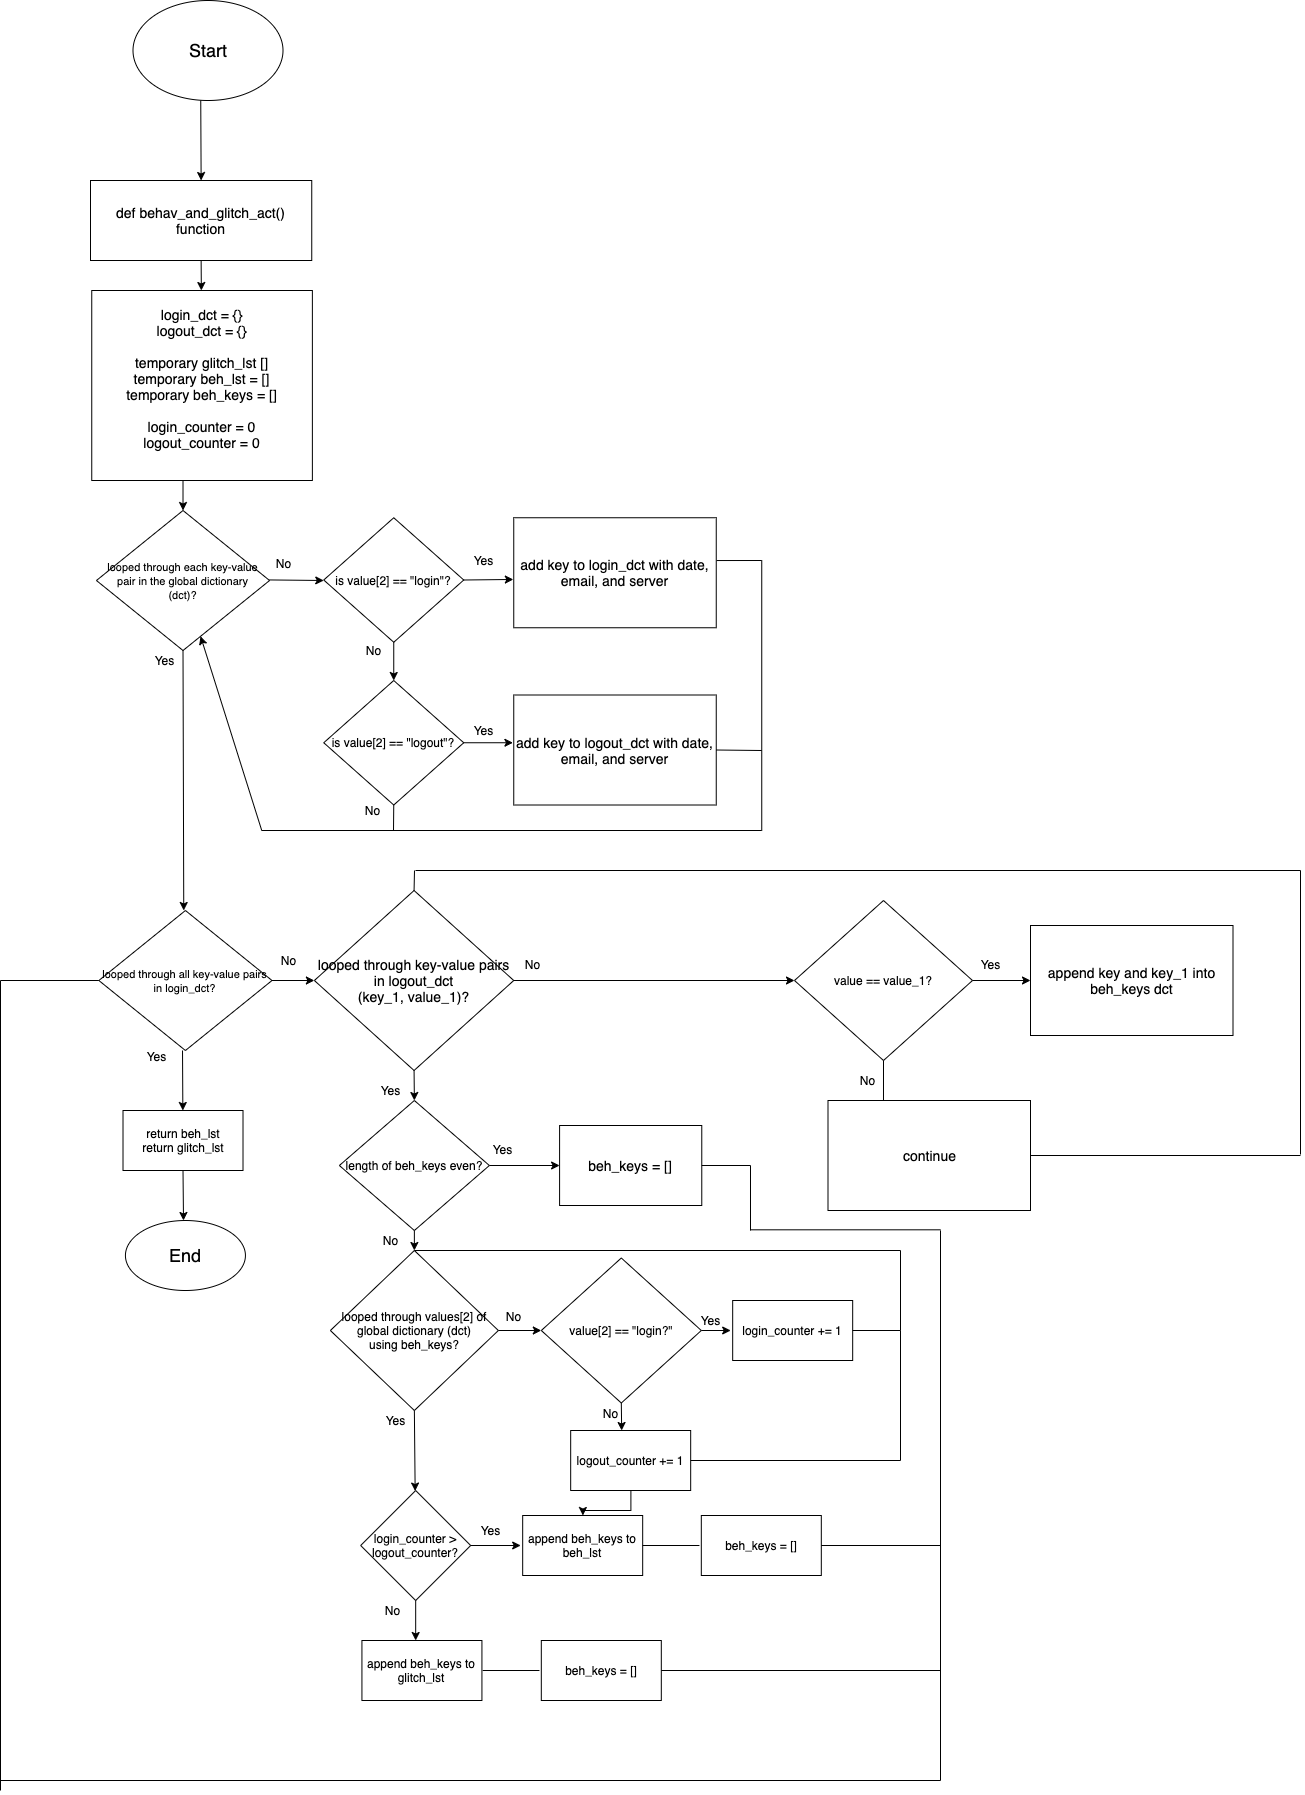 Start
def behav_and_glitch_act()
function
login_dct = {}
logout_dct = {}
temporary glitch_lst []
temporary beh_lst = []
temporary beh_keys = []
login_counter = 0
logout_counter = 0
looped through each key-value
pair in the global dictionary
(dct)?
No
is value[2] == "login"?
Yes
add key to login_dct with date,
email, and server
No
Yes
is value[2] == "logout"?
Yes
add key to logout_dct with date,
email, and server
No
looped through all key-value pairs
in login_dct?
No
looped through key-value pairs
in logout_dct
(key_1, value_1)?
No
value == value_1?
Yes
append key and key_1 into
beh_keys dct
Yes
No
Yes
return beh_lst
return glitch_lst
continue
length of beh_keys even?
Yes
beh_keys = []
No
End
looped through values[2] of
global dictionary (dct)
using beh_keys?
No
value[2] == "login?"
Yes
login_counter += 1
Yes
No
logout_counter += 1
login_counter >
logout_counter?
Yes
append beh_keys to
beh_lst
beh_keys = []
No
append beh_keys to
glitch_lst
beh_keys = []